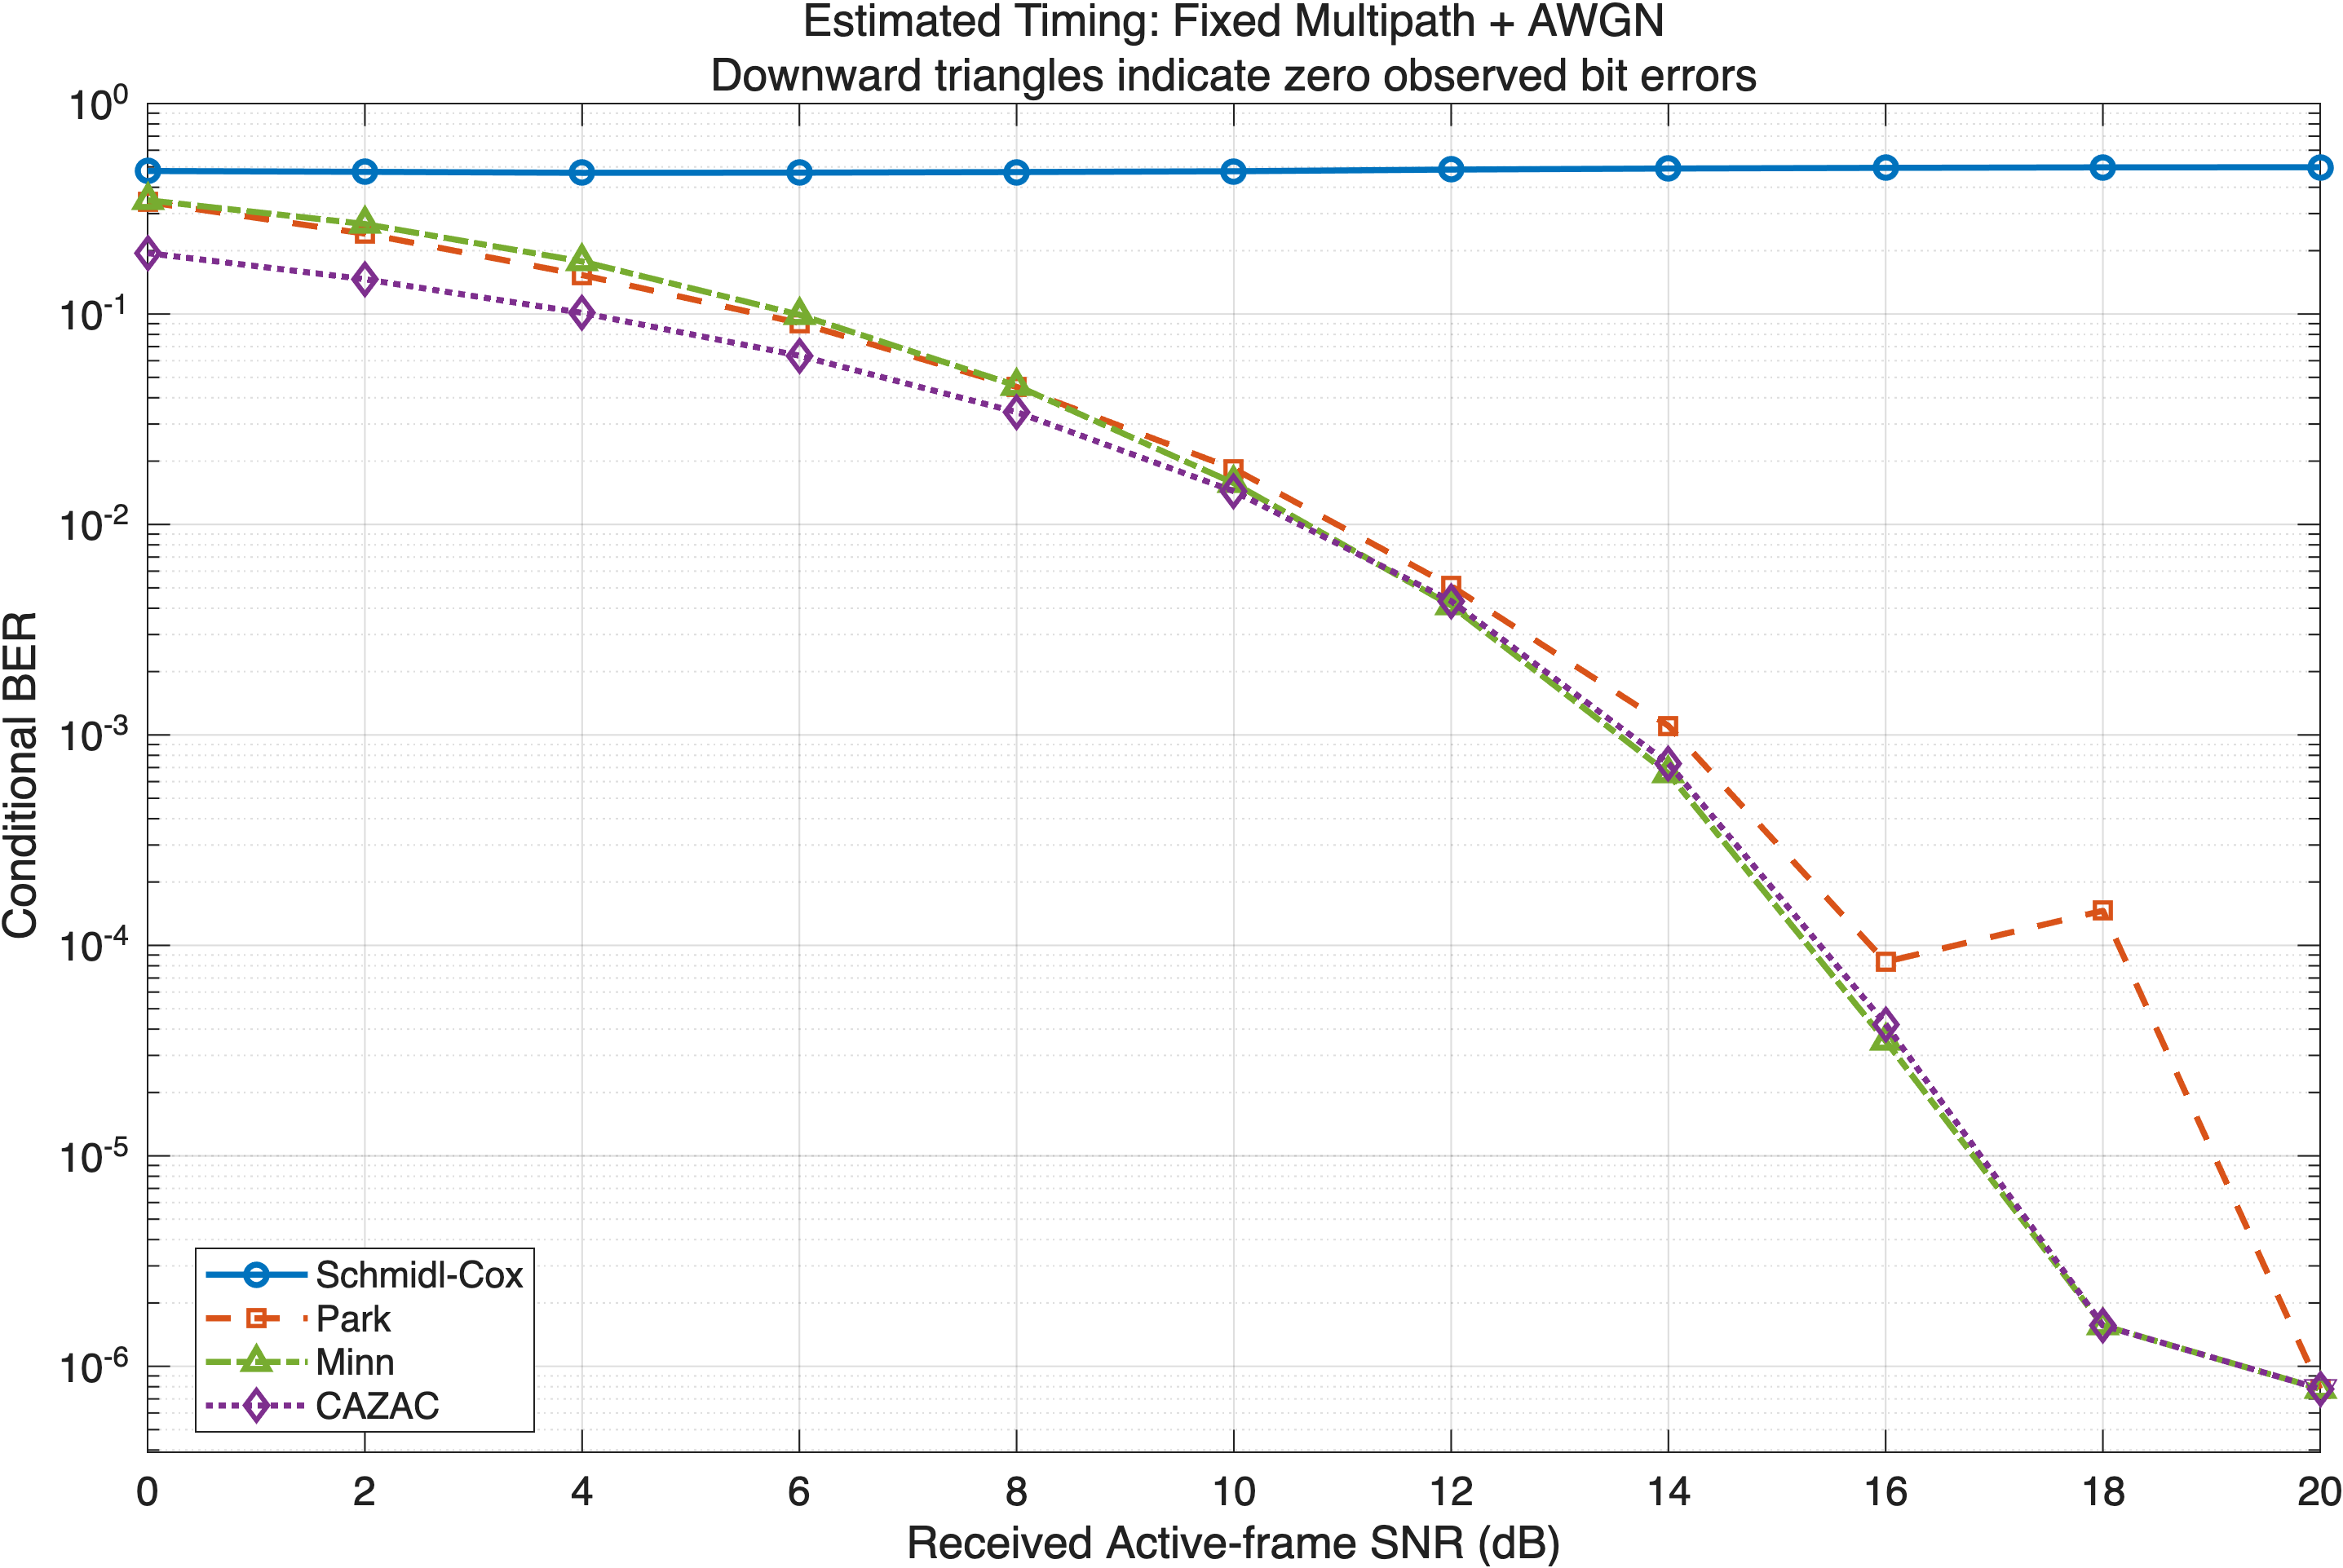 Estimated Timing: Fixed Multipath + AWGN
Downward triangles indicate zero observed bit errors
10^0
10^-1
10^-2
10^-3
10^-4
10^-5
10^-6
Conditional BER
Schmidl-Cox
Park
Minn
CAZAC
0 2 4 6 8 10 12 14 16 18 20
Received Active-frame SNR (dB)